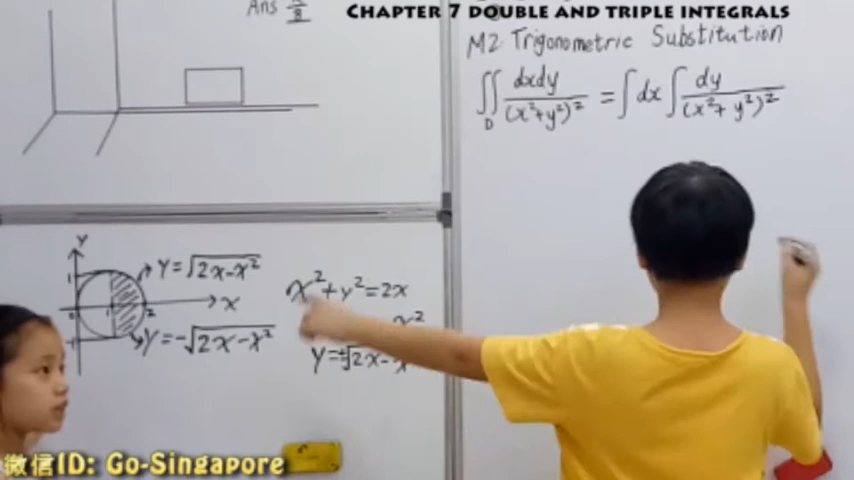 CHAPTER 7 DOUBLE AND TRIPLE INTEGRALS
Ans π/8
M2 Trigonometric Substitution
∬_D dxdy/(x²+y²)² = ∫dx ∫ dy/(x²+y²)²
Y
1
y=√2x-x²
0 1 2 x
-1
y=-√2x-x²
x²+y²=2x
x²
y=±√2x-x
微信ID: Go-Singapore